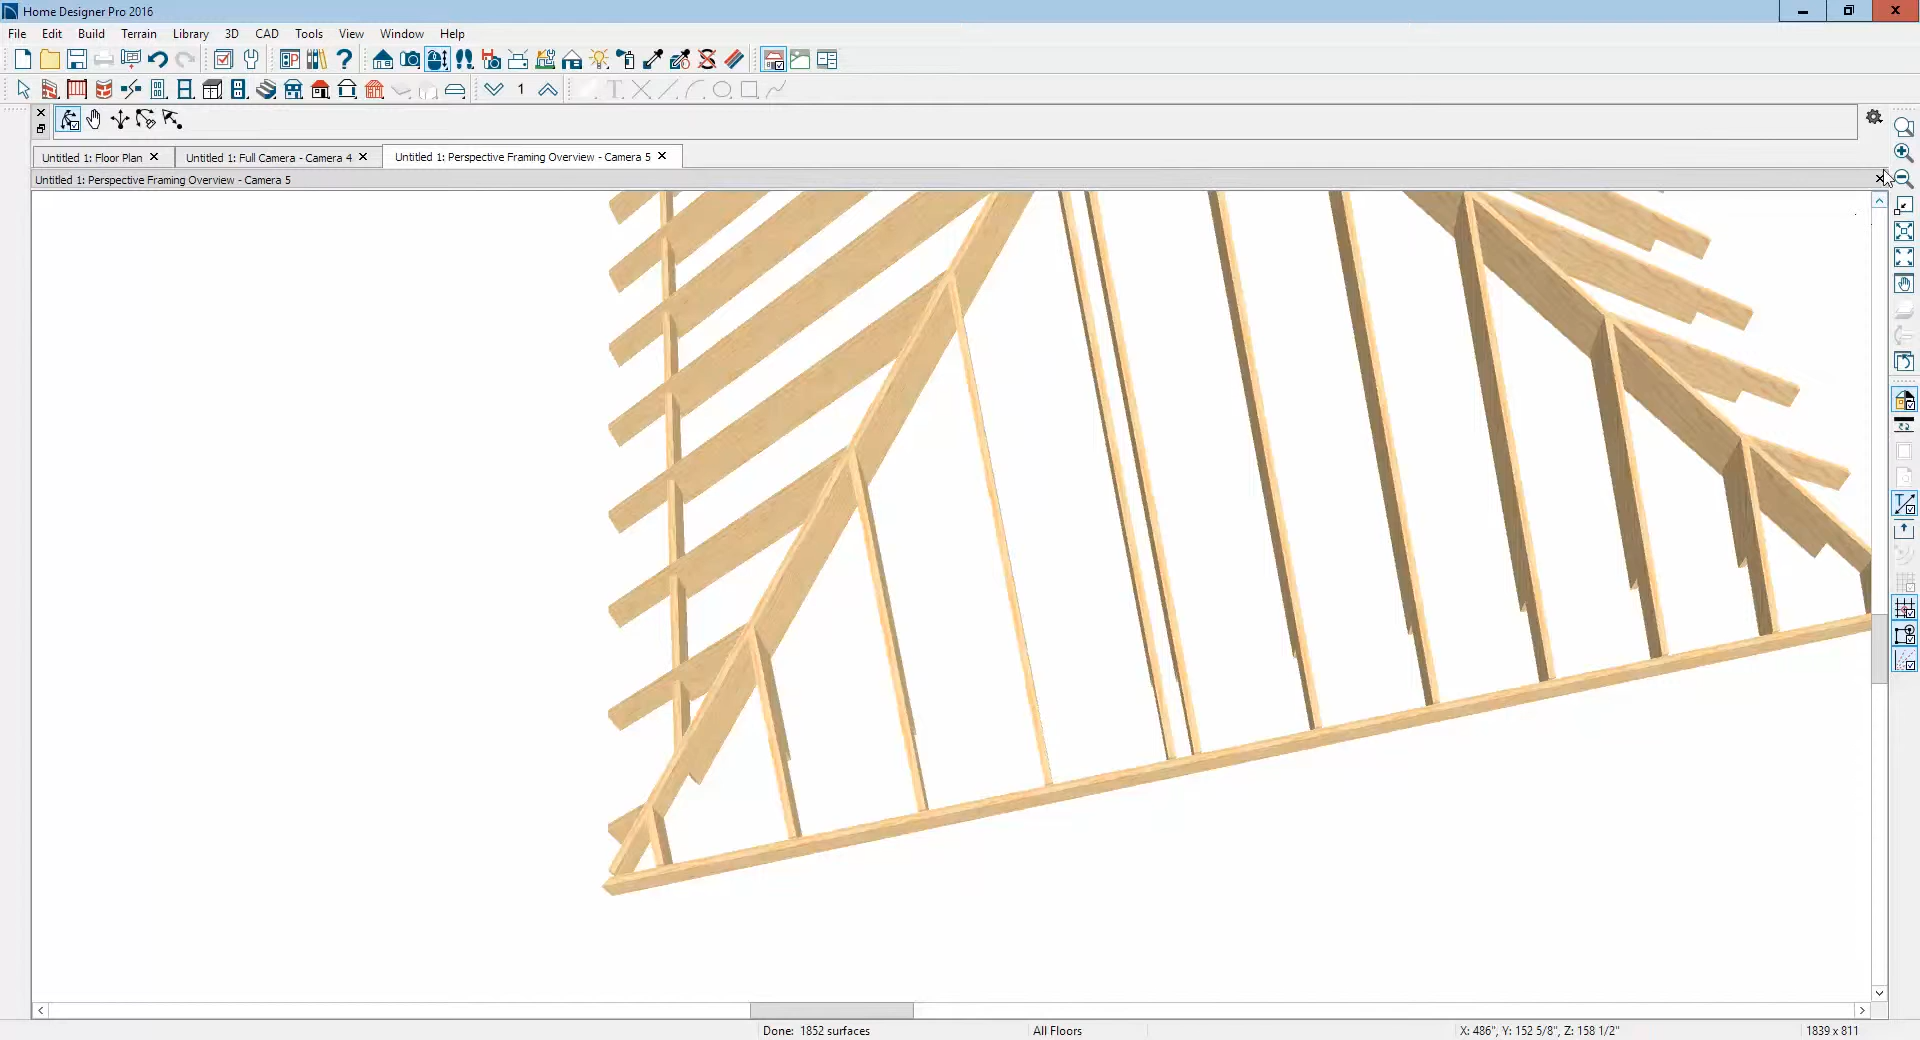 Home Designer Pro 2016
File Edit Build Terrain Library 3D CAD Tools Window View Help
1
Untitled 1: Floor Plan
Untitled 1: Full Camera - Camera 4
Untitled 1: Perspective Framing Overview - Camera 5
Untitled 1: Perspective Framing Overview - Camera 5
Done: 1852 surfaces
All Floors
X: 486", Y: 152 5/8", Z: 158 1/2"
1839 x 811